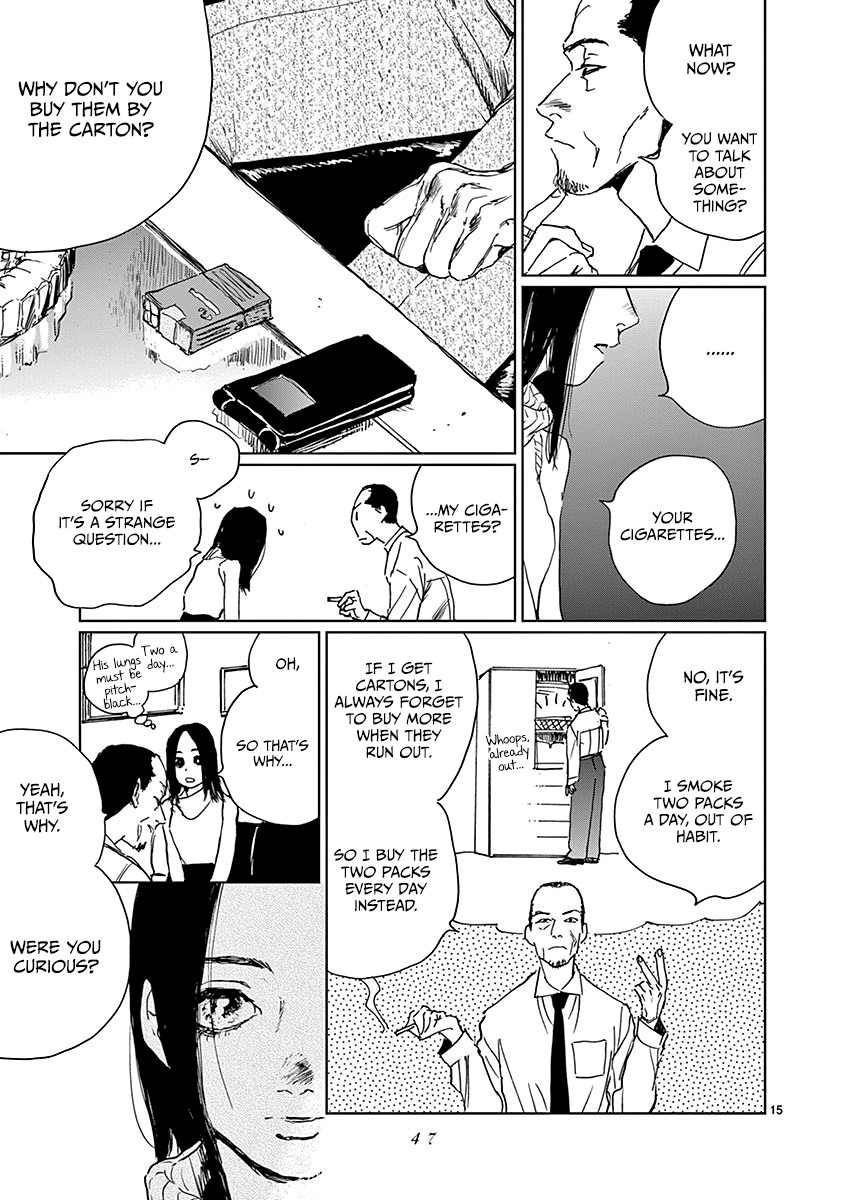 WHAT
NOW?
YOU WANT
TO TALK
ABOUT
SOME-
THING?
......
YOUR
CIGARETTES...
WHY DON'T YOU
BUY THEM BY
THE CARTON?
...MY CIGA-
RETTES?
S-
SORRY IF
IT'S A STRANGE
QUESTION...
NO, IT'S
FINE.
I SMOKE
TWO PACKS
A DAY, OUT OF
HABIT.
Whoops,
already
out...
IF I GET
CARTONS, I
ALWAYS FORGET
TO BUY MORE
WHEN THEY
RUN OUT.
SO I BUY THE
TWO PACKS
EVERY DAY
INSTEAD.
OH,
SO THAT'S
WHY...
Two a
day...
His lungs
must be
pitch-
black...
YEAH,
THAT'S
WHY.
WERE YOU
CURIOUS?
15
47